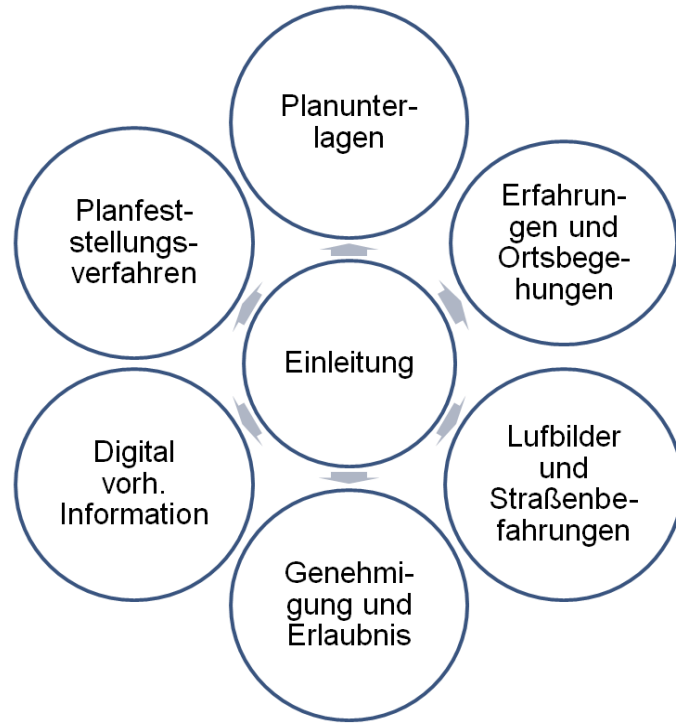 Planunter-
lagen
Erfahrun-
gen und
Ortsbege-
hungen
Lufbilder
und
Straßenbe-
fahrungen
Genehmi-
gung und
Erlaubnis
Digital
vorh.
Information
Planfest-
stellungs-
verfahren
Einleitung